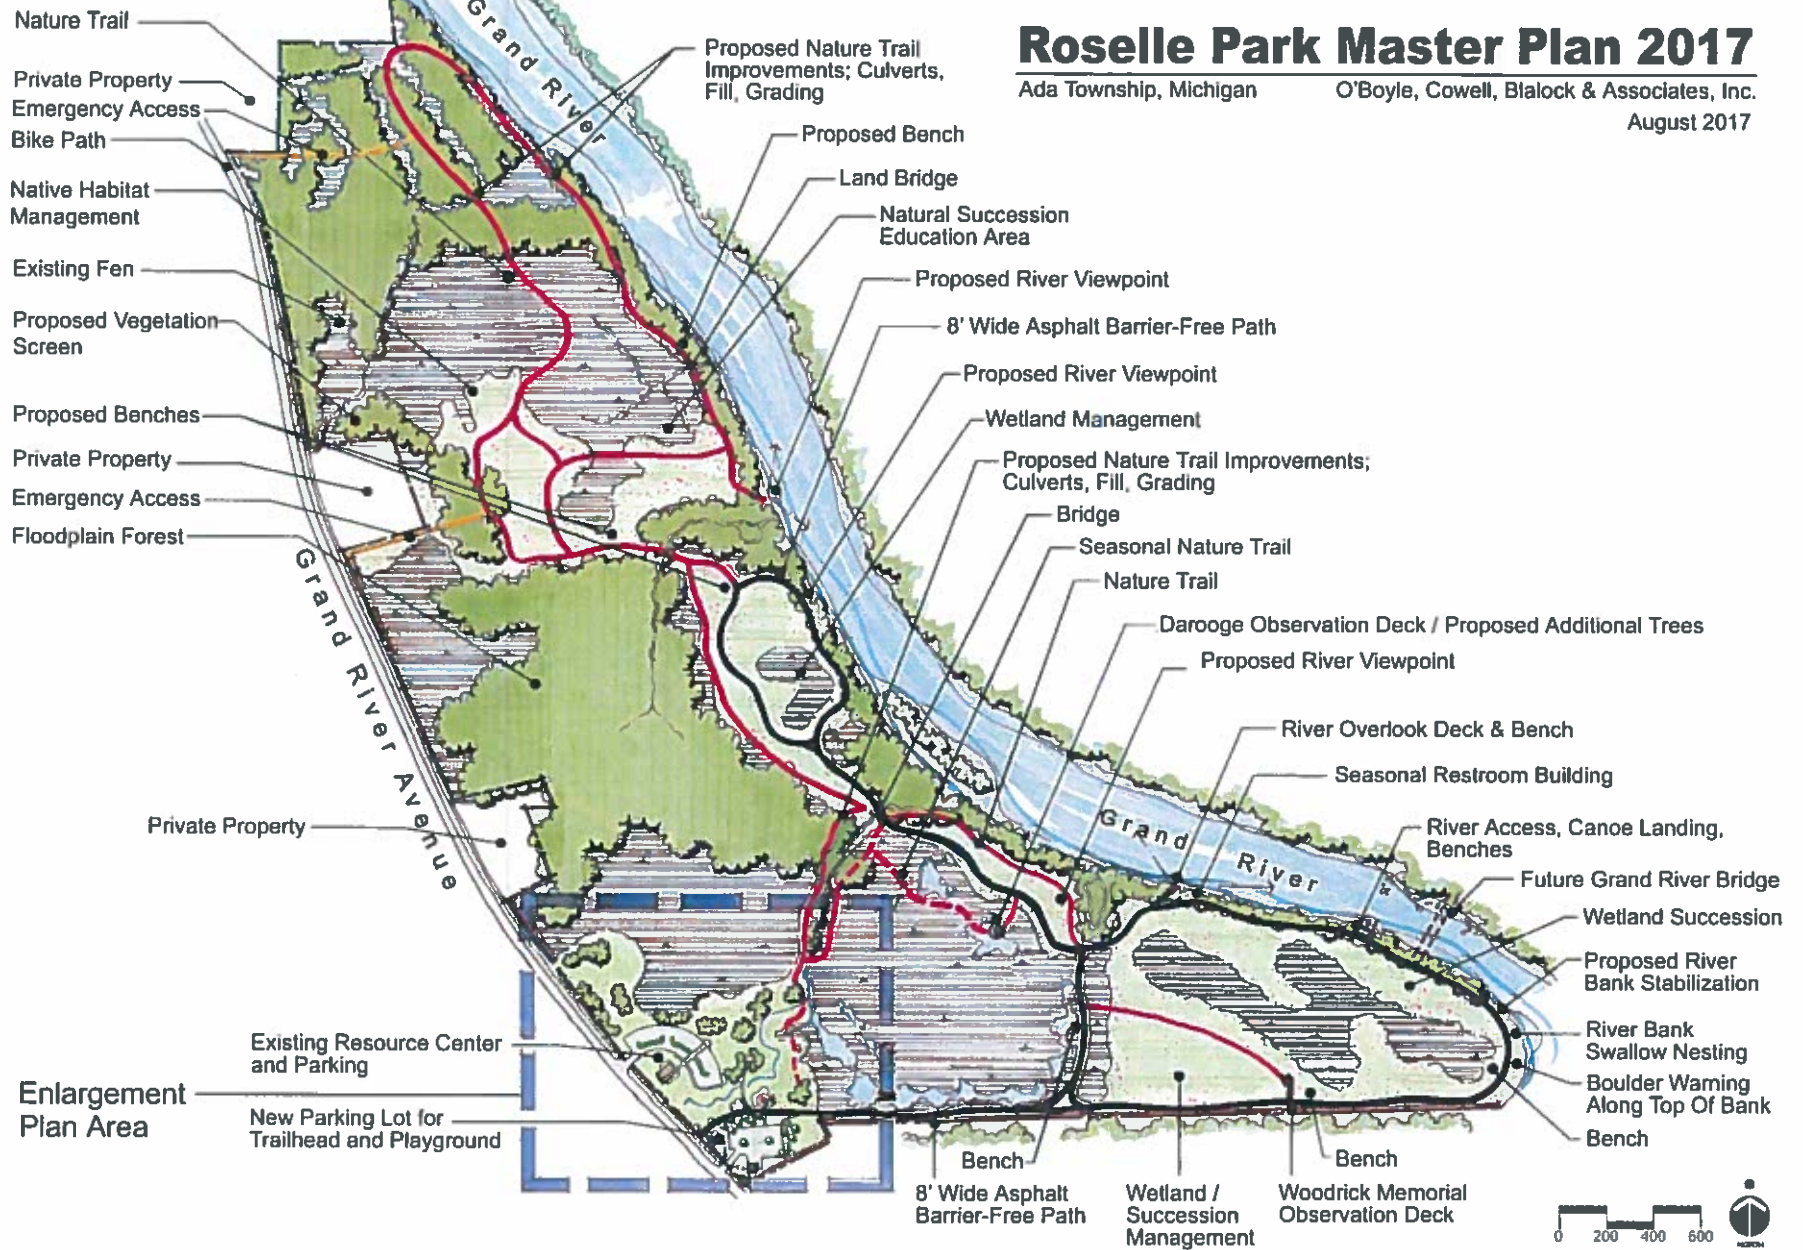 Roselle Park Master Plan 2017
Ada Township, Michigan
O'Boyle, Cowell, Blalock & Associates, Inc.
August 2017
Nature Trail
Private Property
Emergency Access
Bike Path
Native Habitat
Management
Existing Fen
Proposed Vegetation
Screen
Proposed Benches
Private Property
Emergency Access
Floodplain Forest
Grand River Avenue
Private Property
Existing Resource Center
and Parking
Enlargement
Plan Area
New Parking Lot for
Trailhead and Playground
Grand River
Proposed Nature Trail
Improvements; Culverts,
Fill, Grading
Proposed Bench
Land Bridge
Natural Succession
Education Area
Proposed River Viewpoint
8' Wide Asphalt Barrier-Free Path
Proposed River Viewpoint
Wetland Management
Proposed Nature Trail Improvements;
Culverts, Fill, Grading
Bridge
Seasonal Nature Trail
Nature Trail
Darooge Observation Deck / Proposed Additional Trees
Proposed River Viewpoint
River Overlook Deck & Bench
Seasonal Restroom Building
Grand River
River Access, Canoe Landing,
Benches
Future Grand River Bridge
Wetland Succession
Proposed River
Bank Stabilization
River Bank
Swallow Nesting
Boulder Warning
Along Top Of Bank
Bench
Bench
Bench
8' Wide Asphalt
Barrier-Free Path
Wetland /
Succession
Management
Woodrick Memorial
Observation Deck
0 200 400 600
NORTH